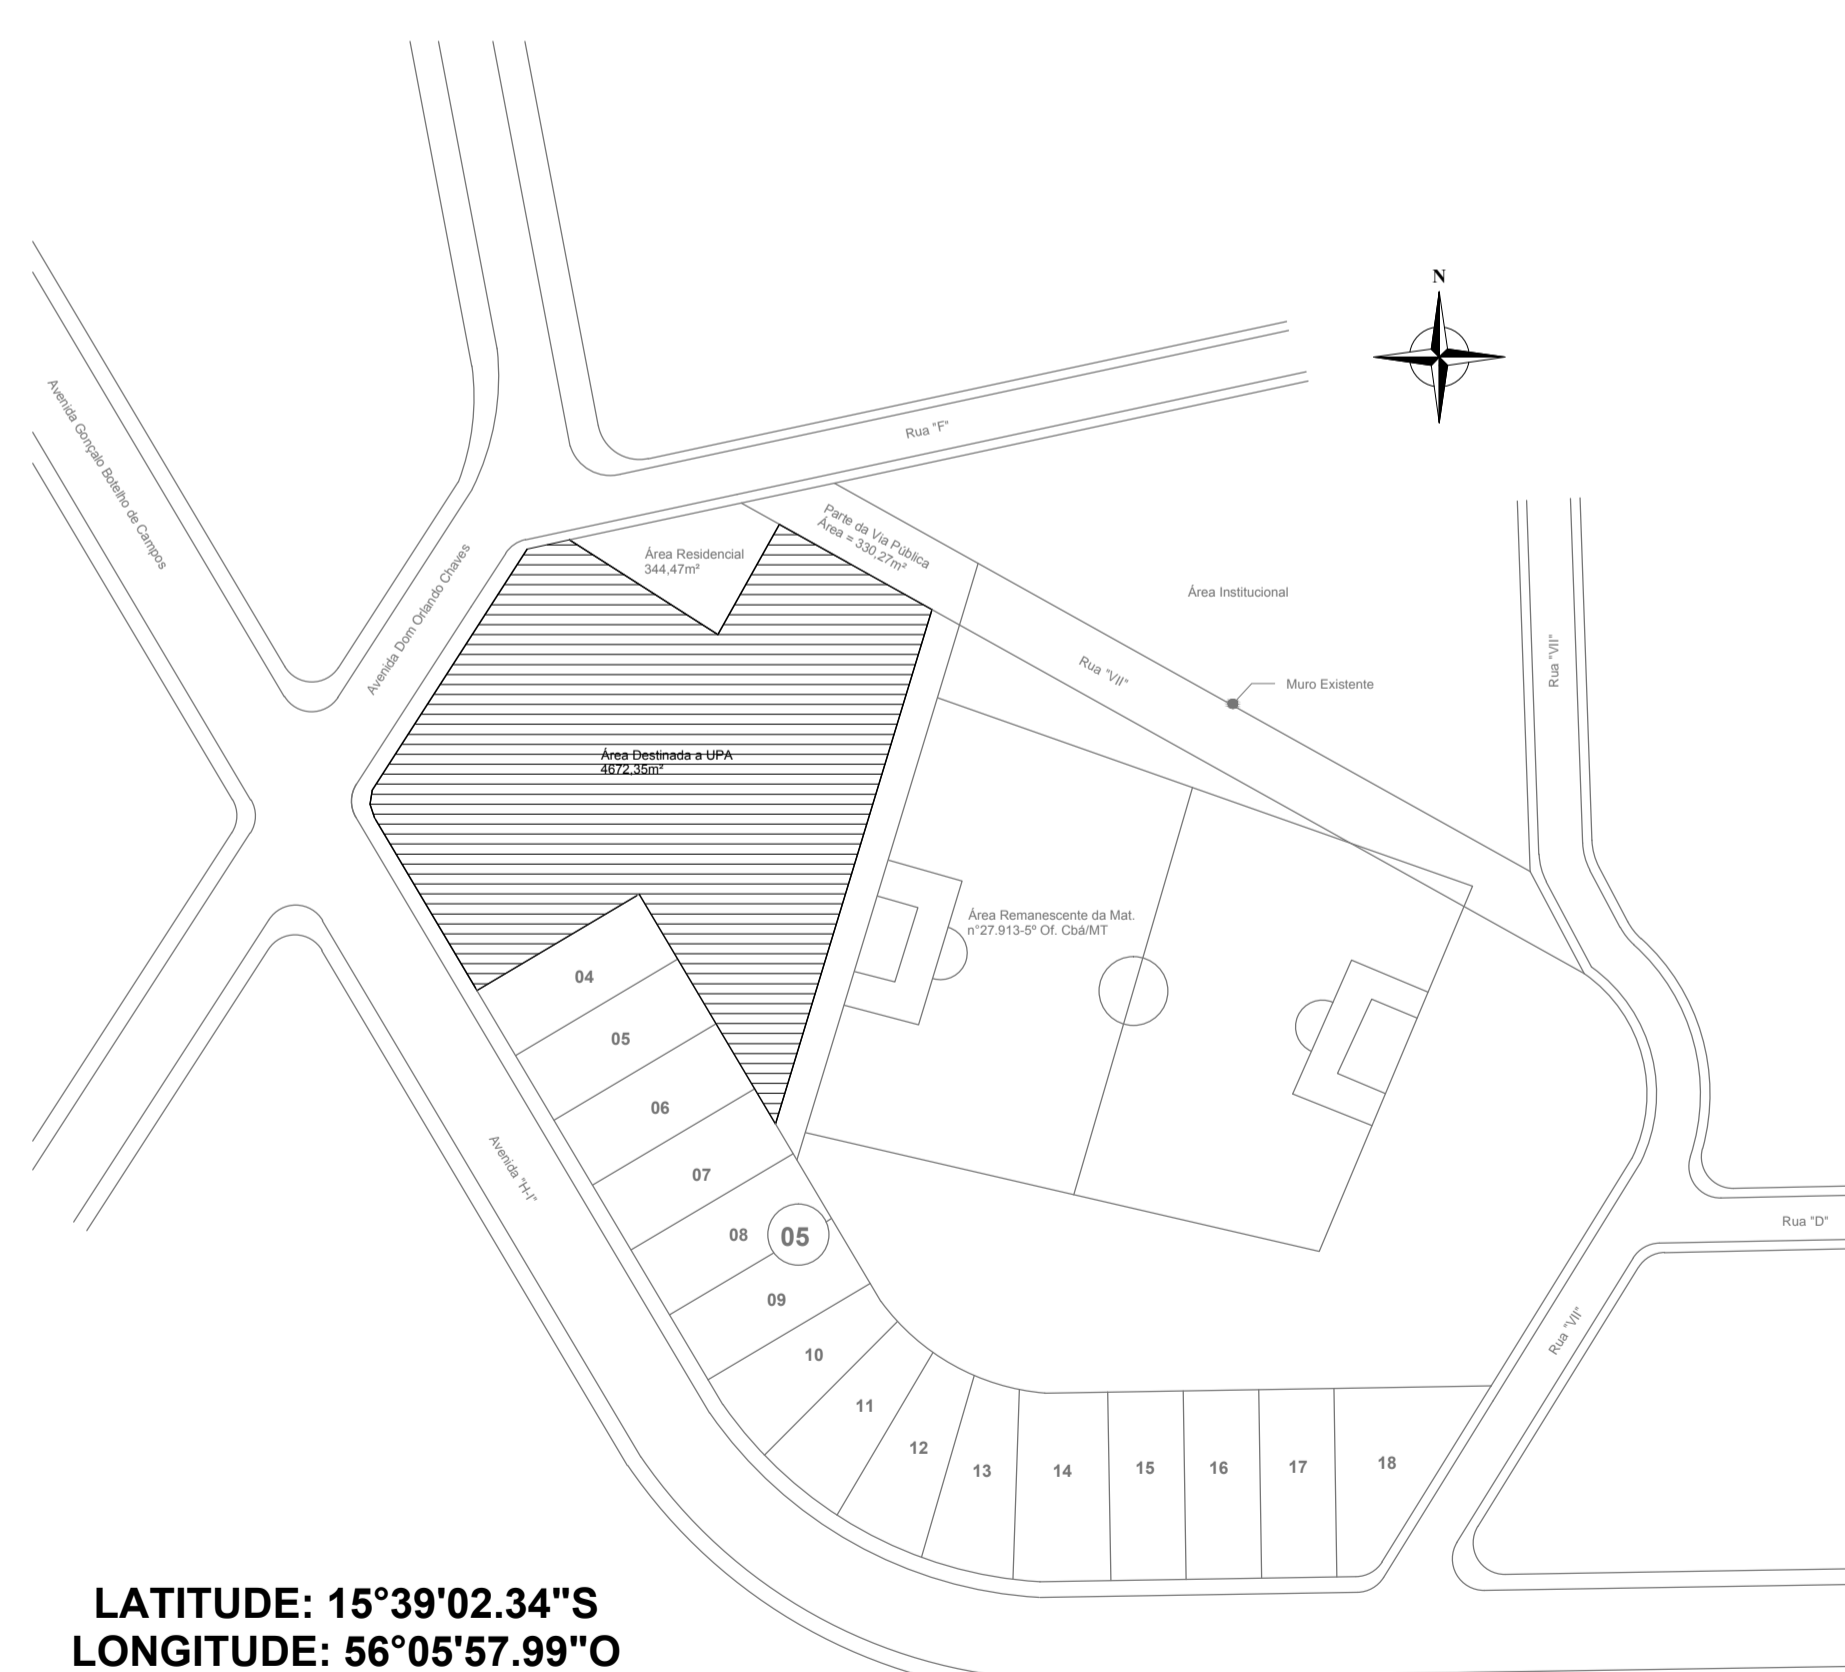 N
Avenida Gonçalo Botelho de Campos
Rua "F"
Parte da Via Pública
Área = 330,27m²
Área Residencial
344,47m²
Avenida Dom Orlando Chaves
Área Institucional
Rua "VII"
Rua "VII"
Muro Existente
Área Destinada a UPA
4672,35m²
Área Remanescente da Mat.
n°27.913-5º Of. Cbá/MT
04
05
06
07
08
05
09
10
11
12
13
14
15
16
17
18
Avenida "H-I"
Rua "D"
Rua "VII"
LATITUDE: 15°39'02.34"S
LONGITUDE: 56°05'57.99"O